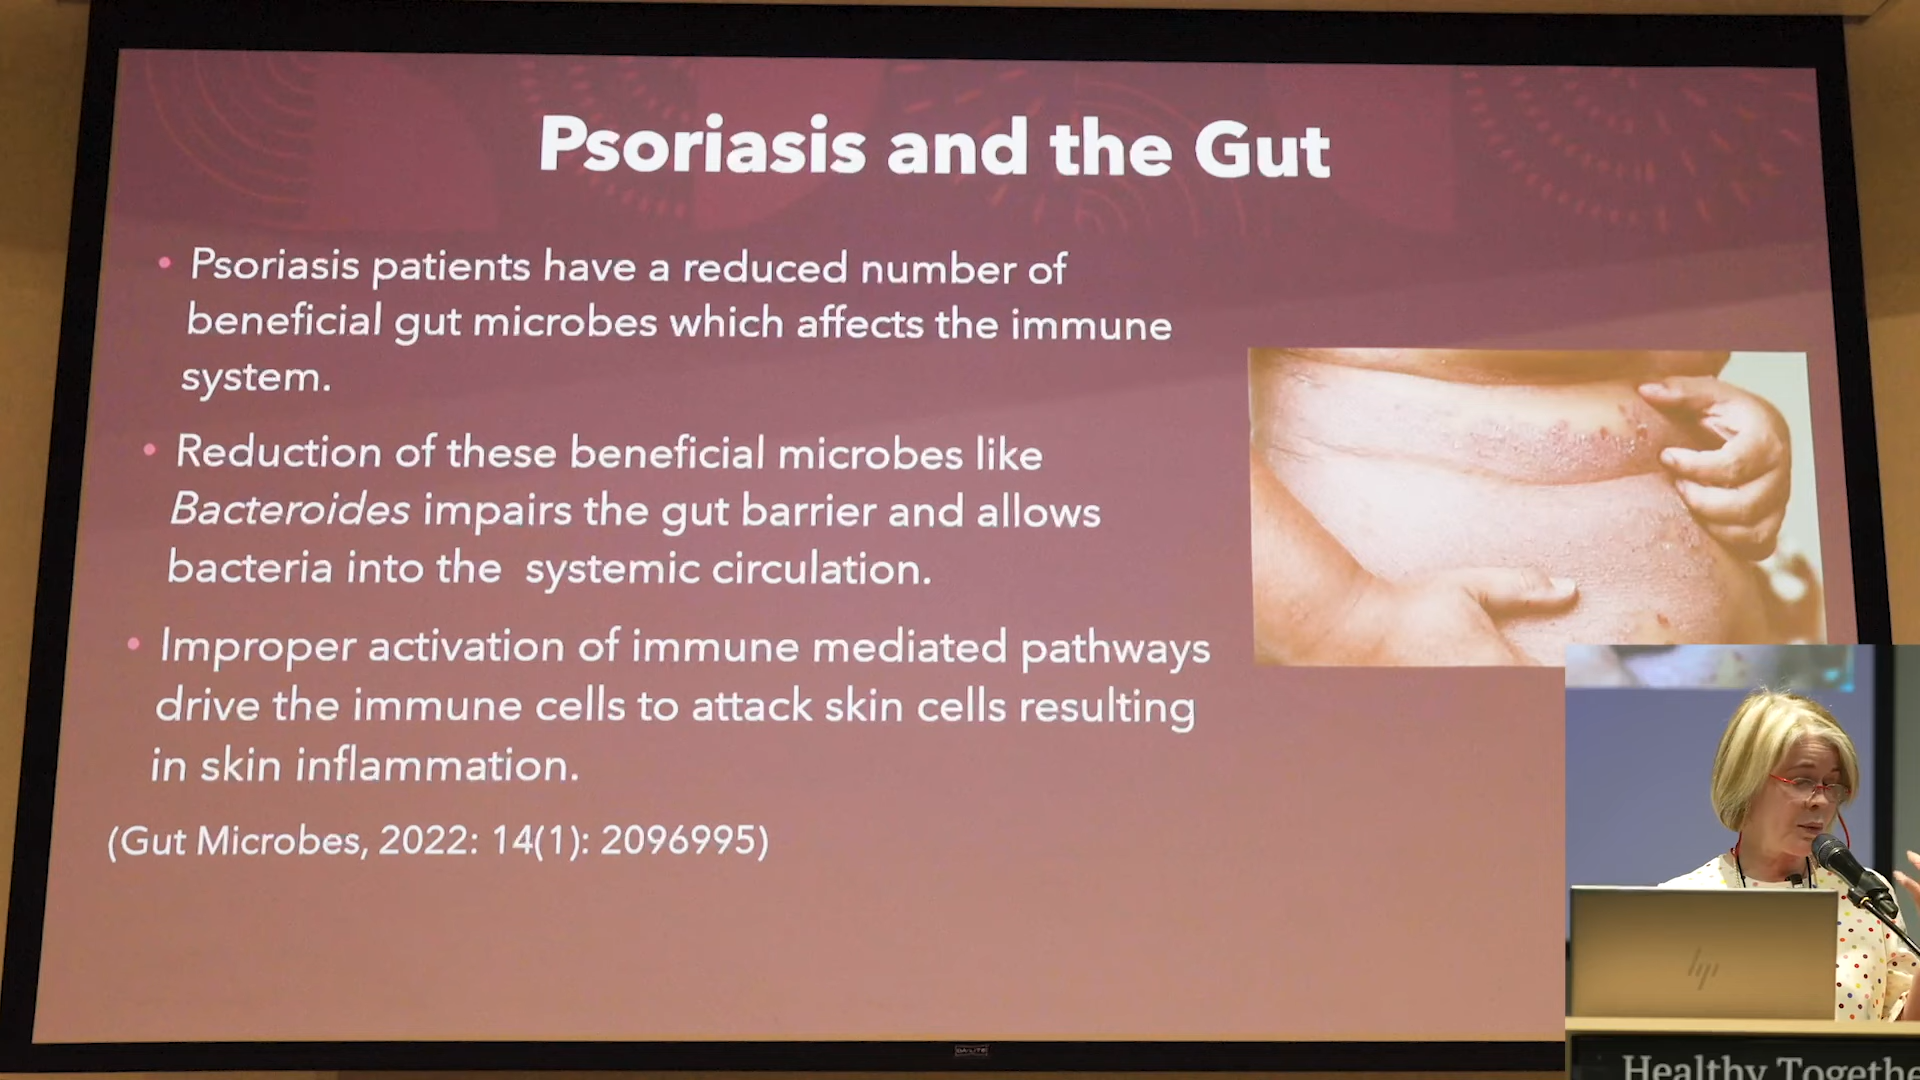 Psoriasis and the Gut
• Psoriasis patients have a reduced number of
beneficial gut microbes which affects the immune
system.
• Reduction of these beneficial microbes like
Bacteroides impairs the gut barrier and allows
bacteria into the systemic circulation.
• Improper activation of immune mediated pathways
drive the immune cells to attack skin cells resulting
in skin inflammation.
(Gut Microbes, 2022: 14(1): 2096995)
DA-LITE
hp
Healthy Togethe